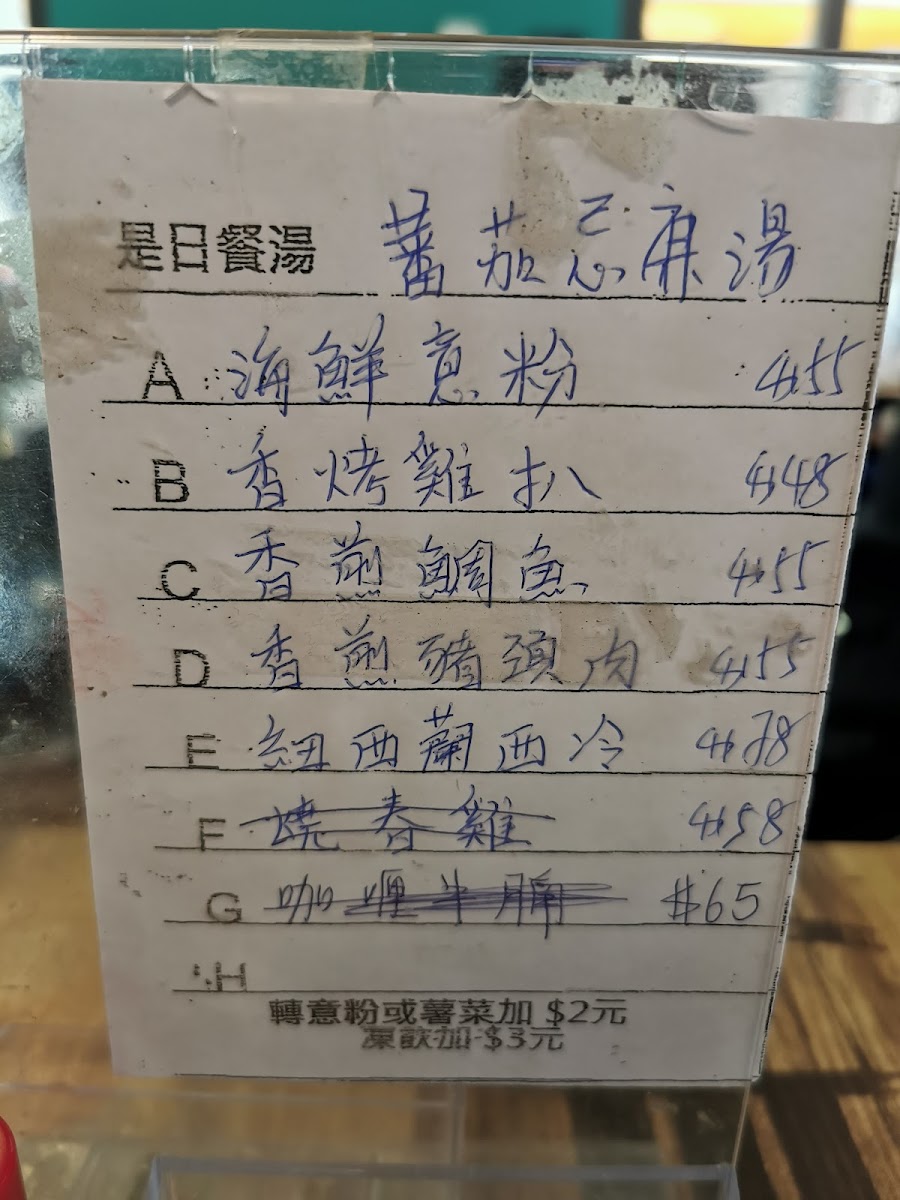 是日餐湯 蕃茄忌廉湯
A 海鮮意粉 $55
B 香烤雞扒 $48
C 香煎鯛魚 $55
D 香煎豬頸肉 $55
E 紐西蘭西冷 $78
F 燒春雞 $58
G 咖喱牛腩 $65
H
轉意粉或薯菜加 $2元
凍飲加 $3元